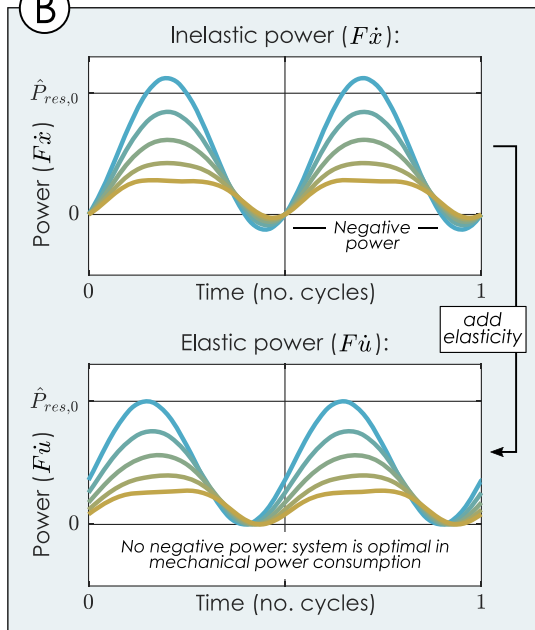 B
Inelastic power (Fẋ):
P̂res,0
Power (Fẋ)
0
Negative
power
0
Time (no. cycles)
1
add
elasticity
Elastic power (Fu̇):
P̂res,0
Power (Fu̇)
0
No negative power: system is optimal in
mechanical power consumption
0
Time (no. cycles)
1